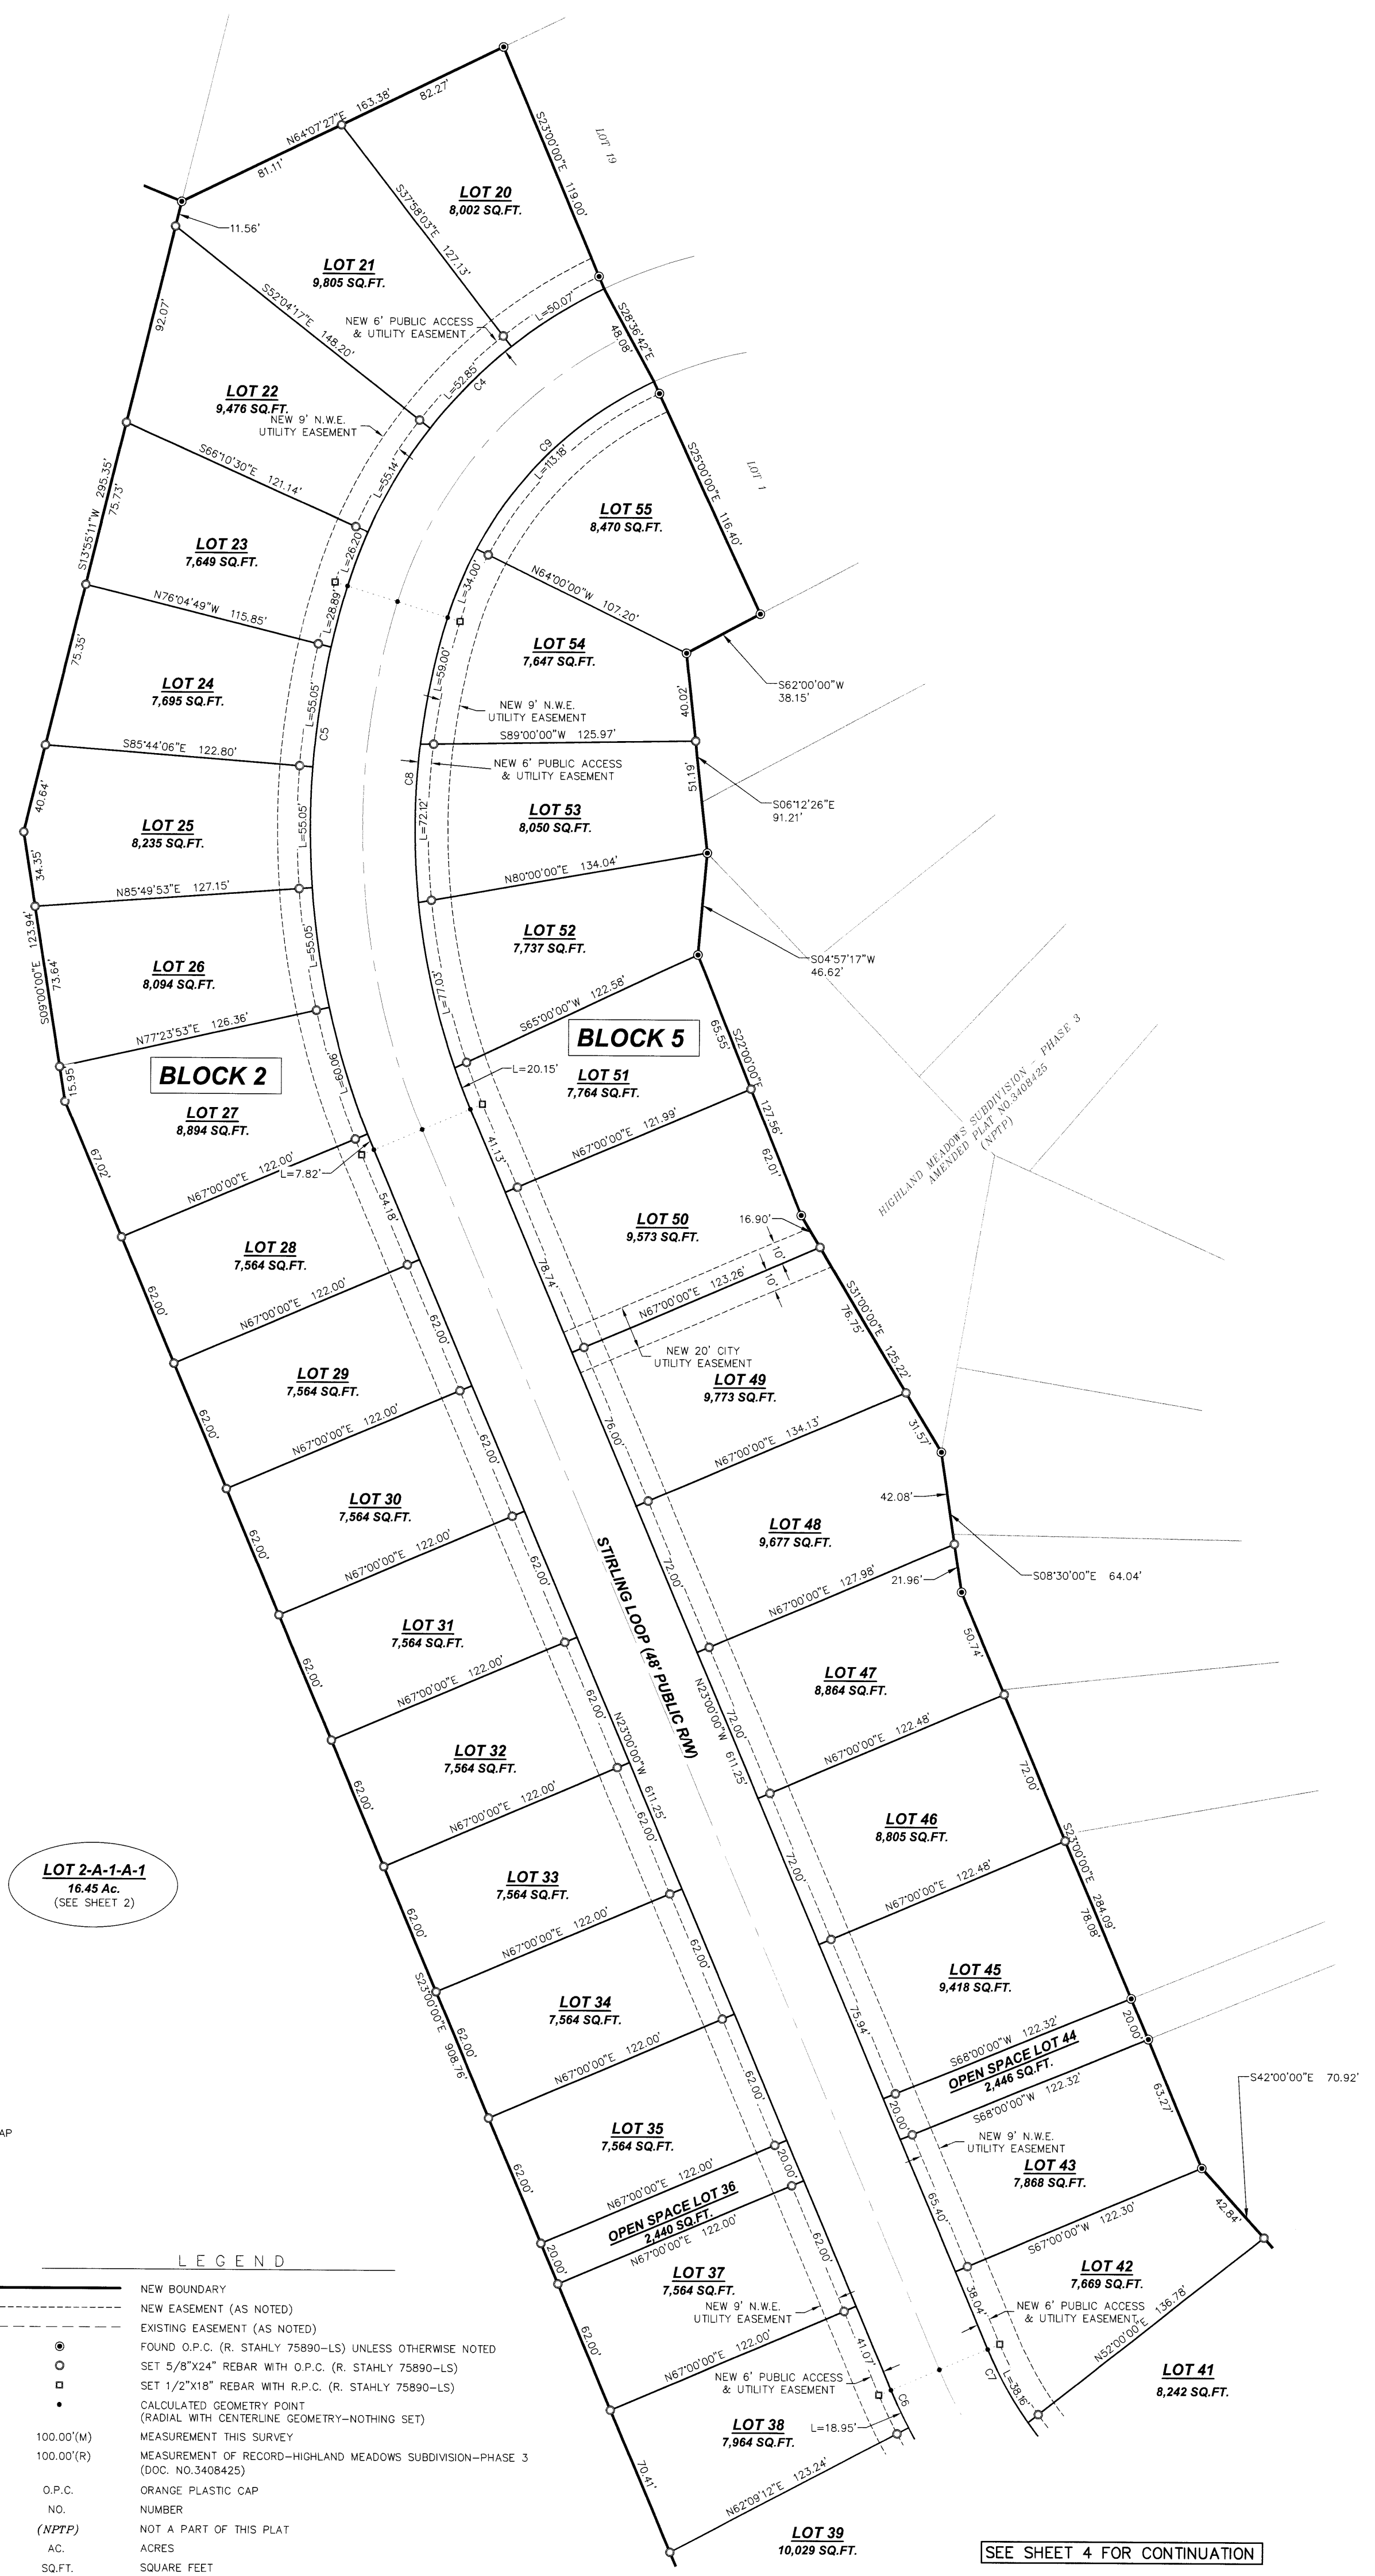 N64°07'27"E 163.38'
82.27'
81.11'
S23°00'00"E 119.00'
LOT 19
LOT 20
8,002 SQ.FT.
S37°58'03"E 127.13'
11.56'
LOT 21
9,805 SQ.FT.
NEW 6' PUBLIC ACCESS
& UTILITY EASEMENT
L=50.07'
S28°36'42"E
48.08'
92.07'
S52°04'17"E 148.20'
L=52.85'
C4
LOT 22
9,476 SQ.FT.
NEW 9' N.W.E.
UTILITY EASEMENT
L=55.14'
C9
L=113.18'
S25°00'00"E 116.40'
LOT 1
S66°10'30"E 121.14'
S13°55'11"W 295.35'
75.73'
LOT 23
7,649 SQ.FT.
L=26.20'
LOT 55
8,470 SQ.FT.
N64°00'00"W 107.20'
L=34.00'
N76°04'49"W 115.85'
L=28.89'
LOT 54
7,647 SQ.FT.
S62°00'00"W
38.15'
75.35'
LOT 24
7,695 SQ.FT.
L=55.05'
C5
L=59.00'
40.02'
NEW 9' N.W.E.
UTILITY EASEMENT
S89°00'00"W 125.97'
S85°44'06"E 122.80'
NEW 6' PUBLIC ACCESS
& UTILITY EASEMENT
C8
51.19'
S06°12'26"E
91.21'
40.64'
LOT 25
8,235 SQ.FT.
L=55.05'
L=72.12'
LOT 53
8,050 SQ.FT.
34.35'
N85°49'53"E 127.15'
N80°00'00"E 134.04'
S09°00'00"E 123.94'
73.64'
LOT 26
8,094 SQ.FT.
L=55.05'
LOT 52
7,737 SQ.FT.
S04°57'17"W
46.62'
L=77.03'
S65°00'00"W 122.58'
N77°23'53"E 126.36'
BLOCK 2
BLOCK 5
15.95'
LOT 27
8,894 SQ.FT.
L=60.06'
L=20.15'
LOT 51
7,764 SQ.FT.
65.55'
S22°00'00"E 127.56'
62.01'
HIGHLAND MEADOWS SUBDIVISION - PHASE 3
AMENDED PLAT NO.3408425
(NPTP)
67.02'
N67°00'00"E 122.00'
L=7.82'
41.13'
N67°00'00"E 121.99'
54.18'
LOT 28
7,564 SQ.FT.
LOT 50
9,573 SQ.FT.
16.90'
10'
10'
78.74'
N67°00'00"E 123.26'
62.00'
N67°00'00"E 122.00'
62.00'
NEW 20' CITY
UTILITY EASEMENT
S31°00'00"E 125.22'
76.75'
LOT 29
7,564 SQ.FT.
LOT 49
9,773 SQ.FT.
76.00'
N67°00'00"E 134.13'
31.57'
62.00'
N67°00'00"E 122.00'
62.00'
LOT 30
7,564 SQ.FT.
42.08'
LOT 48
9,677 SQ.FT.
STIRLING LOOP (48' PUBLIC R/W)
72.00'
N67°00'00"E 127.98'
21.96'
S08°30'00"E 64.04'
62.00'
N67°00'00"E 122.00'
62.00'
LOT 31
7,564 SQ.FT.
50.74'
LOT 47
8,864 SQ.FT.
N23°00'00"W 611.25'
72.00'
N67°00'00"E 122.48'
62.00'
N67°00'00"E 122.00'
62.00'
N23°00'00"W 611.25'
LOT 32
7,564 SQ.FT.
72.00'
LOT 46
8,805 SQ.FT.
72.00'
N67°00'00"E 122.48'
S23°00'00"E 284.09'
78.08'
62.00'
N67°00'00"E 122.00'
62.00'
LOT 2-A-1-A-1
16.45 Ac.
(SEE SHEET 2)
LOT 33
7,564 SQ.FT.
62.00'
N67°00'00"E 122.00'
62.00'
LOT 45
9,418 SQ.FT.
75.94'
S68°00'00"W 122.32'
20.00'
S23°00'00"E 908.76'
62.00'
LOT 34
7,564 SQ.FT.
N67°00'00"E 122.00'
62.00'
OPEN SPACE LOT 44
2,446 SQ.FT.
20.00'
S68°00'00"W 122.32'
63.27'
S42°00'00"E 70.92'
AP
LOT 35
7,564 SQ.FT.
62.00'
N67°00'00"E 122.00'
20.00'
NEW 9' N.W.E.
UTILITY EASEMENT
LOT 43
7,868 SQ.FT.
65.40'
S67°00'00"W 122.30'
42.84'
OPEN SPACE LOT 36
2,440 SQ.FT.
20.00'
N67°00'00"E 122.00'
62.00'
LOT 37
7,564 SQ.FT.
NEW 9' N.W.E.
UTILITY EASEMENT
LOT 42
7,669 SQ.FT.
38.04'
NEW 6' PUBLIC ACCESS
& UTILITY EASEMENT
N52°00'00"E 136.78'
62.00'
N67°00'00"E 122.00'
41.07'
NEW 6' PUBLIC ACCESS
& UTILITY EASEMENT
C6
C7
L=38.16'
LOT 41
8,242 SQ.FT.
LOT 38
7,964 SQ.FT.
L=18.95'
70.41'
N62°09'12"E 123.24'
LOT 39
10,029 SQ.FT.
SEE SHEET 4 FOR CONTINUATION
LEGEND
NEW BOUNDARY
NEW EASEMENT (AS NOTED)
EXISTING EASEMENT (AS NOTED)
FOUND O.P.C. (R. STAHLY 75890-LS) UNLESS OTHERWISE NOTED
SET 5/8"X24" REBAR WITH O.P.C. (R. STAHLY 75890-LS)
SET 1/2"X18" REBAR WITH R.P.C. (R. STAHLY 75890-LS)
CALCULATED GEOMETRY POINT
(RADIAL WITH CENTERLINE GEOMETRY-NOTHING SET)
100.00'(M) MEASUREMENT THIS SURVEY
100.00'(R) MEASUREMENT OF RECORD-HIGHLAND MEADOWS SUBDIVISION-PHASE 3
(DOC. NO.3408425)
O.P.C. ORANGE PLASTIC CAP
NO. NUMBER
(NPTP) NOT A PART OF THIS PLAT
AC. ACRES
SQ.FT. SQUARE FEET